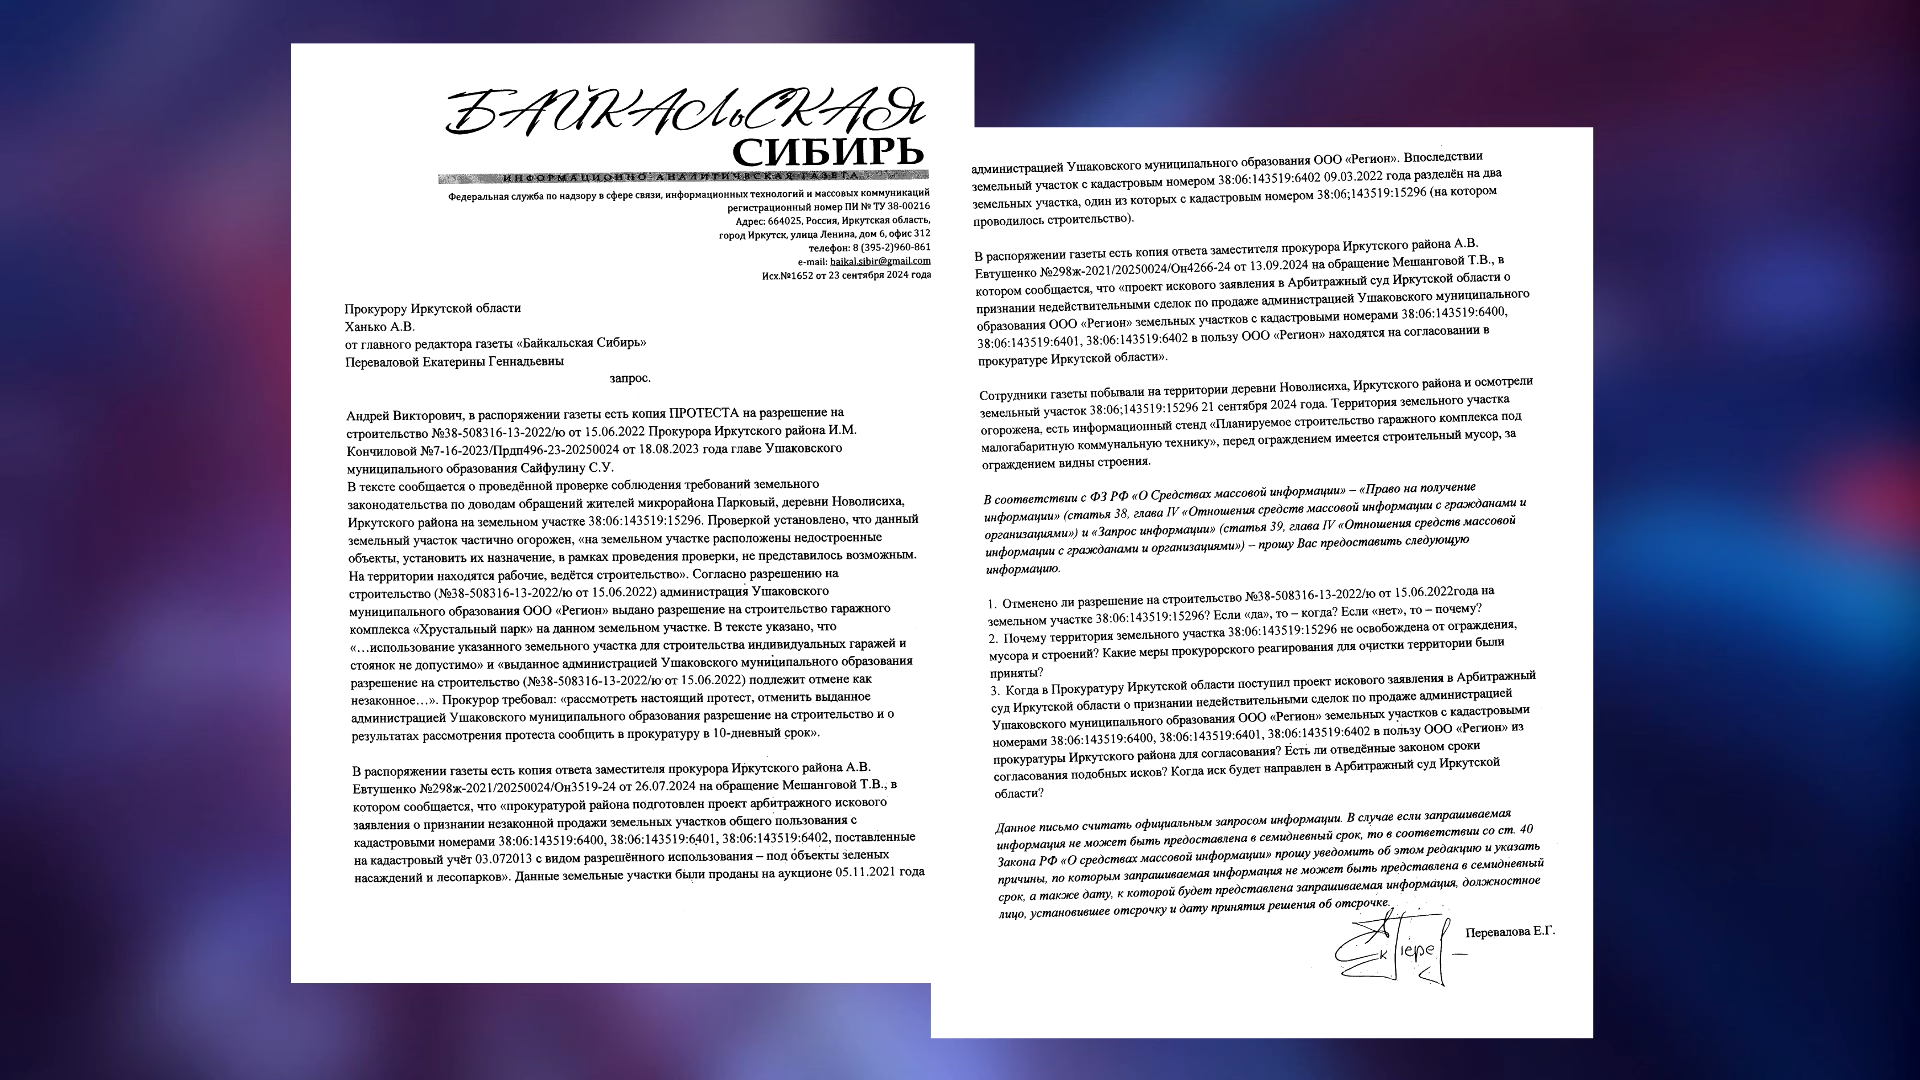 БАЙКАЛЬСКАЯ
СИБИРЬ
ИНФОРМАЦИОННО-АНАЛИТИЧЕСКАЯ ГАЗЕТА
Федеральная служба по надзору в сфере связи, информационных технологий и массовых коммуникаций
регистрационный номер ПИ № ТУ 38-00216
Адрес: 664025, Россия, Иркутская область,
город Иркутск, улица Ленина, дом 6, офис 312
телефон: 8 (395-2)960-861
e-mail: baikal.sibir@gmail.com
Исх.№1652 от 23 сентября 2024 года
Прокурору Иркутской области
Ханько А.В.
от главного редактора газеты «Байкальская Сибирь»
Переваловой Екатерины Геннадьевны
запрос.
Андрей Викторович, в распоряжении газеты есть копия ПРОТЕСТА на разрешение на
строительство №38-508316-13-2022/ю от 15.06.2022 Прокурора Иркутского района И.М.
Кончиловой №7-16-2023/Прдп496-23-20250024 от 18.08.2023 года главе Ушаковского
муниципального образования Сайфулину С.У.
В тексте сообщается о проведённой проверке соблюдения требований земельного
законодательства по доводам обращений жителей микрорайона Парковый, деревни Новолисиха,
Иркутского района на земельном участке 38:06:143519:15296. Проверкой установлено, что данный
земельный участок частично огорожен, «на земельном участке расположены недостроенные
объекты, установить их назначение, в рамках проведения проверки, не представилось возможным.
На территории находятся рабочие, ведётся строительство». Согласно разрешению на
строительство (№38-508316-13-2022/ю от 15.06.2022) администрация Ушаковского
муниципального образования ООО «Регион» выдано разрешение на строительство гаражного
комплекса «Хрустальный парк» на данном земельном участке. В тексте указано, что
«…использование указанного земельного участка для строительства индивидуальных гаражей и
стоянок не допустимо» и «выданное администрацией Ушаковского муниципального образования
разрешение на строительство (№38-508316-13-2022/ю от 15.06.2022) подлежит отмене как
незаконное…». Прокурор требовал: «рассмотреть настоящий протест, отменить выданное
администрацией Ушаковского муниципального образования разрешение на строительство и о
результатах рассмотрения протеста сообщить в прокуратуру в 10-дневный срок».
В распоряжении газеты есть копия ответа заместителя прокурора Иркутского района А.В.
Евтушенко №298ж-2021/20250024/Он3519-24 от 26.07.2024 на обращение Мешанговой Т.В., в
котором сообщается, что «прокуратурой района подготовлен проект арбитражного искового
заявления о признании незаконной продажи земельных участков общего пользования с
кадастровыми номерами 38:06:143519:6400, 38:06:143519:6401, 38:06:143519:6402, поставленные
на кадастровый учёт 03.072013 с видом разрешённого использования – под объекты зеленых
насаждений и лесопарков». Данные земельные участки были проданы на аукционе 05.11.2021 года
администрацией Ушаковского муниципального образования ООО «Регион». Впоследствии
земельный участок с кадастровым номером 38:06:143519:6402 09.03.2022 года разделён на два
земельных участка, один из которых с кадастровым номером 38:06;143519:15296 (на котором
проводилось строительство).
В распоряжении газеты есть копия ответа заместителя прокурора Иркутского района А.В.
Евтушенко №298ж-2021/20250024/Он4266-24 от 13.09.2024 на обращение Мешанговой Т.В., в
котором сообщается, что «проект искового заявления в Арбитражный суд Иркутской области о
признании недействительными сделок по продаже администрацией Ушаковского муниципального
образования ООО «Регион» земельных участков с кадастровыми номерами 38:06:143519:6400,
38:06:143519:6401, 38:06:143519:6402 в пользу ООО «Регион» находятся на согласовании в
прокуратуре Иркутской области».
Сотрудники газеты побывали на территории деревни Новолисиха, Иркутского района и осмотрели
земельный участок 38:06;143519:15296 21 сентября 2024 года. Территория земельного участка
огорожена, есть информационный стенд «Планируемое строительство гаражного комплекса под
малогабаритную коммунальную технику», перед ограждением имеется строительный мусор, за
ограждением видны строения.
В соответствии с ФЗ РФ «О Средствах массовой информации» – «Право на получение
информации» (статья 38, глава IV «Отношения средств массовой информации с гражданами и
организациями») и «Запрос информации» (статья 39, глава IV «Отношения средств массовой
информации с гражданами и организациями») – прошу Вас предоставить следующую
информацию.
1. Отменено ли разрешение на строительство №38-508316-13-2022/ю от 15.06.2022года на
земельном участке 38:06:143519:15296? Если «да», то – когда? Если «нет», то – почему?
2. Почему территория земельного участка 38:06:143519:15296 не освобождена от ограждения,
мусора и строений? Какие меры прокурорского реагирования для очистки территории были
приняты?
3. Когда в Прокуратуру Иркутской области поступил проект искового заявления в Арбитражный
суд Иркутской области о признании недействительными сделок по продаже администрацией
Ушаковского муниципального образования ООО «Регион» земельных участков с кадастровыми
номерами 38:06:143519:6400, 38:06:143519:6401, 38:06:143519:6402 в пользу ООО «Регион» из
прокуратуры Иркутского района для согласования? Есть ли отведённые законом сроки
согласования подобных исков? Когда иск будет направлен в Арбитражный суд Иркутской
области?
Данное письмо считать официальным запросом информации. В случае если запрашиваемая
информация не может быть предоставлена в семидневный срок, то в соответствии со ст. 40
Закона РФ «О средствах массовой информации» прошу уведомить об этом редакцию и указать
причины, по которым запрашиваемая информация не может быть представлена в семидневный
срок, а также дату, к которой будет представлена запрашиваемая информация, должностное
лицо, установившее отсрочку и дату принятия решения об отсрочке.
Перевалова Е.Г.